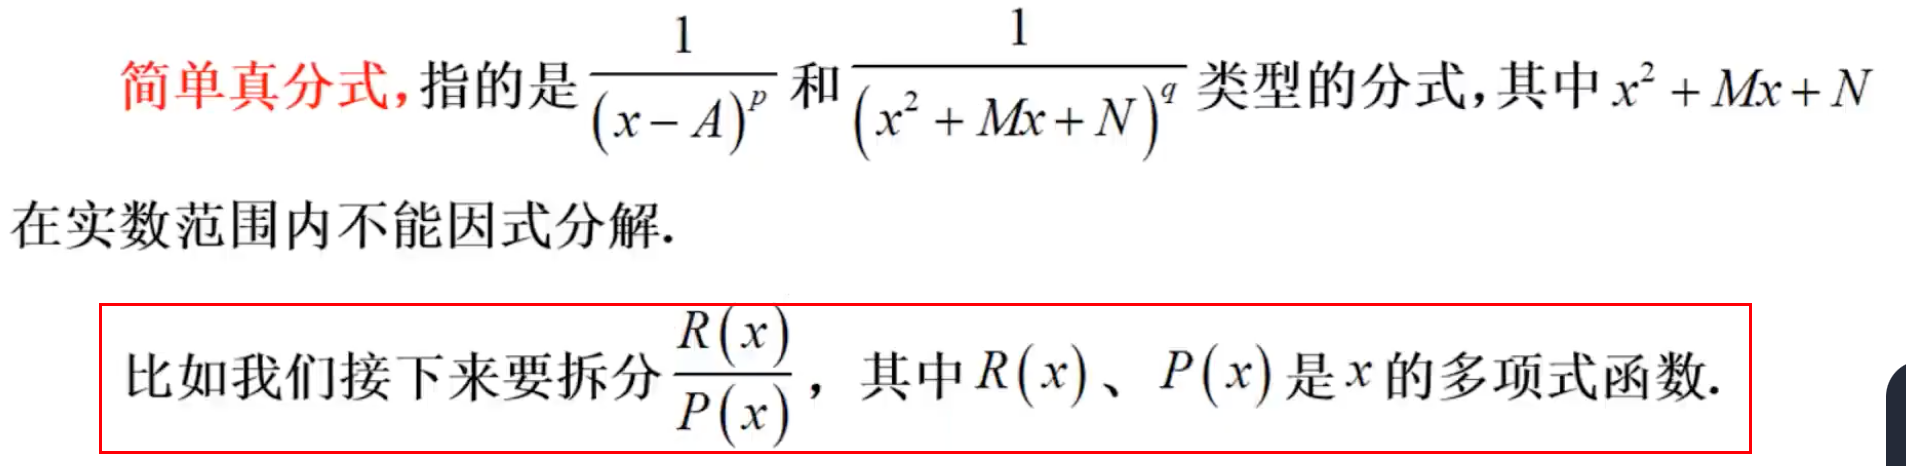 简单真分式,指的是 $\frac{1}{(x-A)^p}$ 和 $\frac{1}{(x^2+Mx+N)^q}$ 类型的分式,其中 $x^2+Mx+N$
在实数范围内不能因式分解.
比如我们接下来要拆分 $\frac{R(x)}{P(x)}$，其中 $R(x)$、$P(x)$ 是 $x$ 的多项式函数.